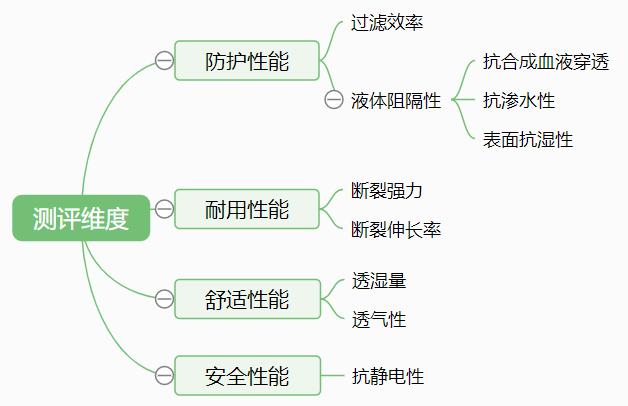 测评维度
防护性能
过滤效率
液体阻隔性
抗合成血液穿透
抗渗水性
表面抗湿性
耐用性能
断裂强力
断裂伸长率
舒适性能
透湿量
透气性
安全性能
抗静电性